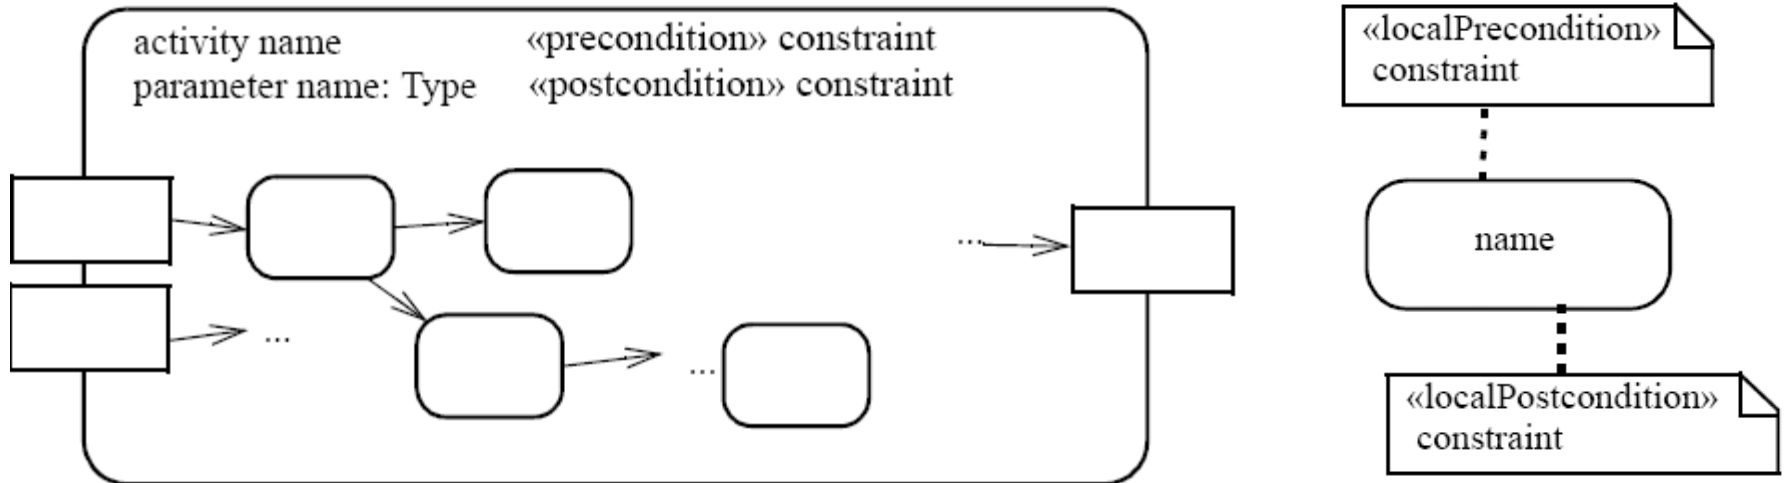 activity name
«precondition» constraint
parameter name: Type
«postcondition» constraint
...
...
...
«localPrecondition»
constraint
name
«localPostcondition»
constraint